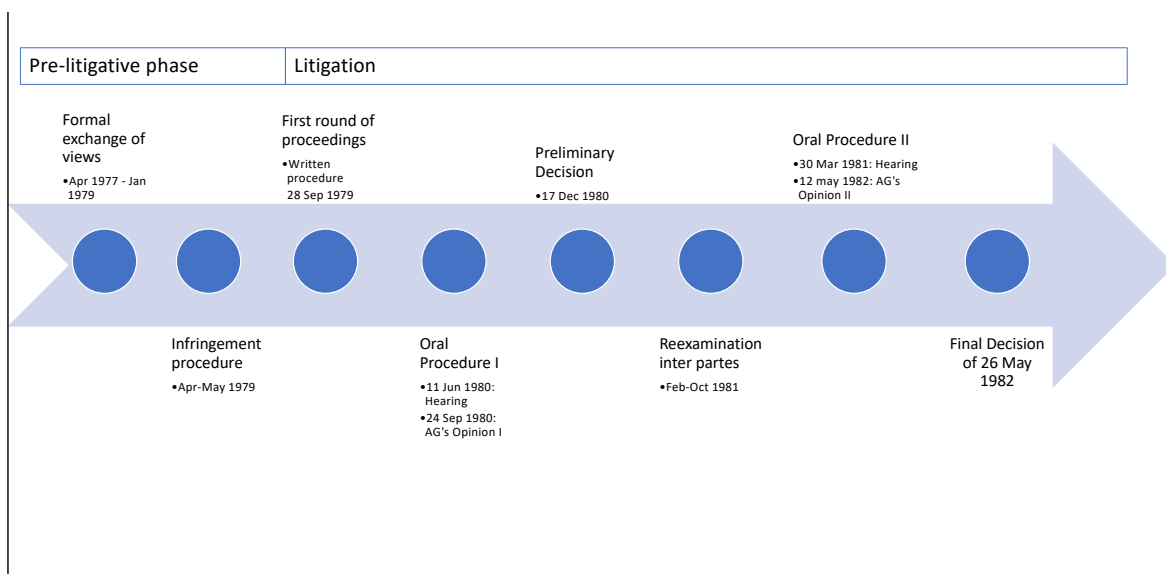 Pre-litigative phase
Litigation
Formal
exchange of
views
•Apr 1977 - Jan
1979
Infringement
procedure
•Apr-May 1979
First round of
proceedings
•Written
procedure
28 Sep 1979
Oral
Procedure I
•11 Jun 1980:
Hearing
•24 Sep 1980:
AG's Opinion I
Preliminary
Decision
•17 Dec 1980
Reexamination
inter partes
•Feb-Oct 1981
Oral Procedure II
•30 Mar 1981: Hearing
•12 may 1982: AG's
Opinion II
Final Decision
of 26 May
1982